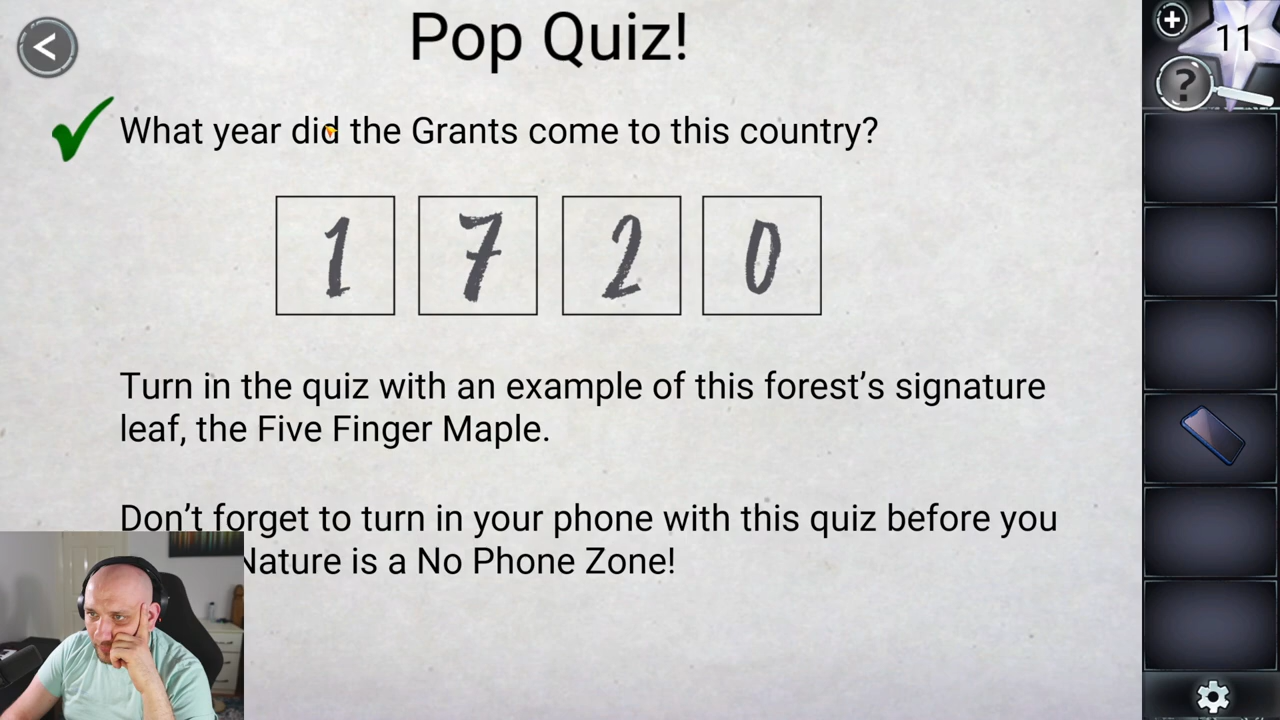 Pop Quiz!
11
What year did the Grants come to this country?
1 7 2 0
Turn in the quiz with an example of this forest's signature
leaf, the Five Finger Maple.
Don't forget to turn in your phone with this quiz before you
Nature is a No Phone Zone!